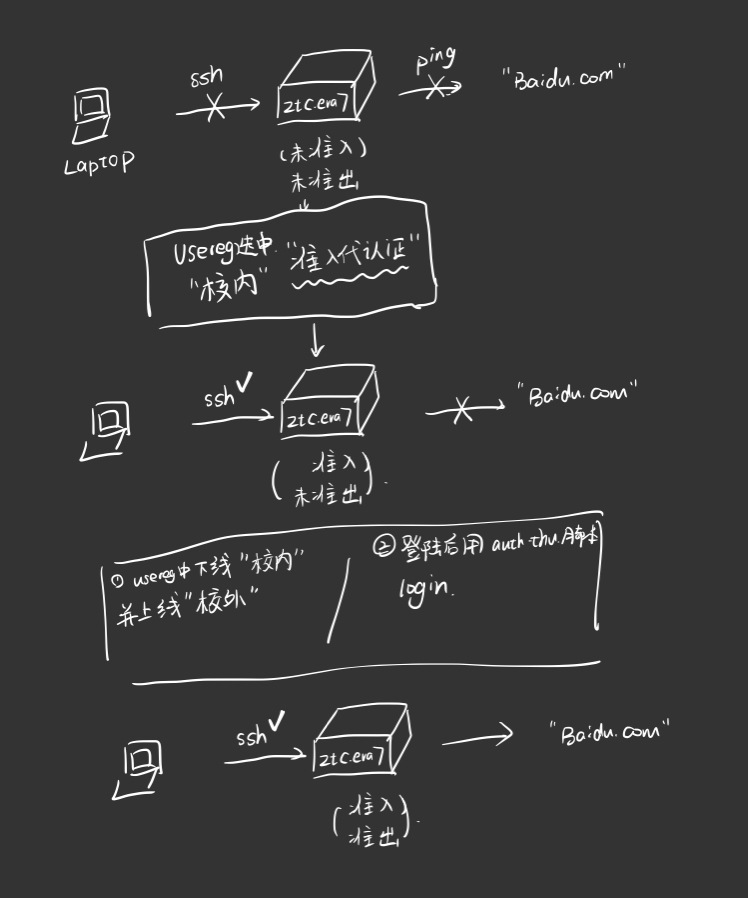 ssh
ping
ztc.eva7
"Baidu.com"
Laptop
(未准入)
未准出
Usereg选中
"准入代认证"
"校内"
ssh✓
ztc.eva7
"Baidu.com"
(准入
未准出).
① usereg中下线"校内"
并上线"校外"
② 登陆后用 auth-thu.脚本
login.
ssh✓
ztc.eva7
"Baidu.com"
(准入
准出).